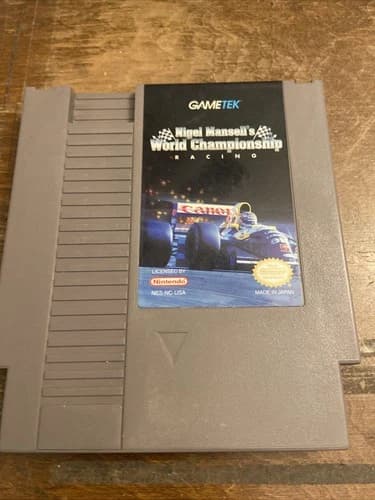 GAMETEK
Nigel Mansell's
World Championship
RACING
Canon
LICENSED BY
Nintendo
NES-NC-USA
MADE IN JAPAN